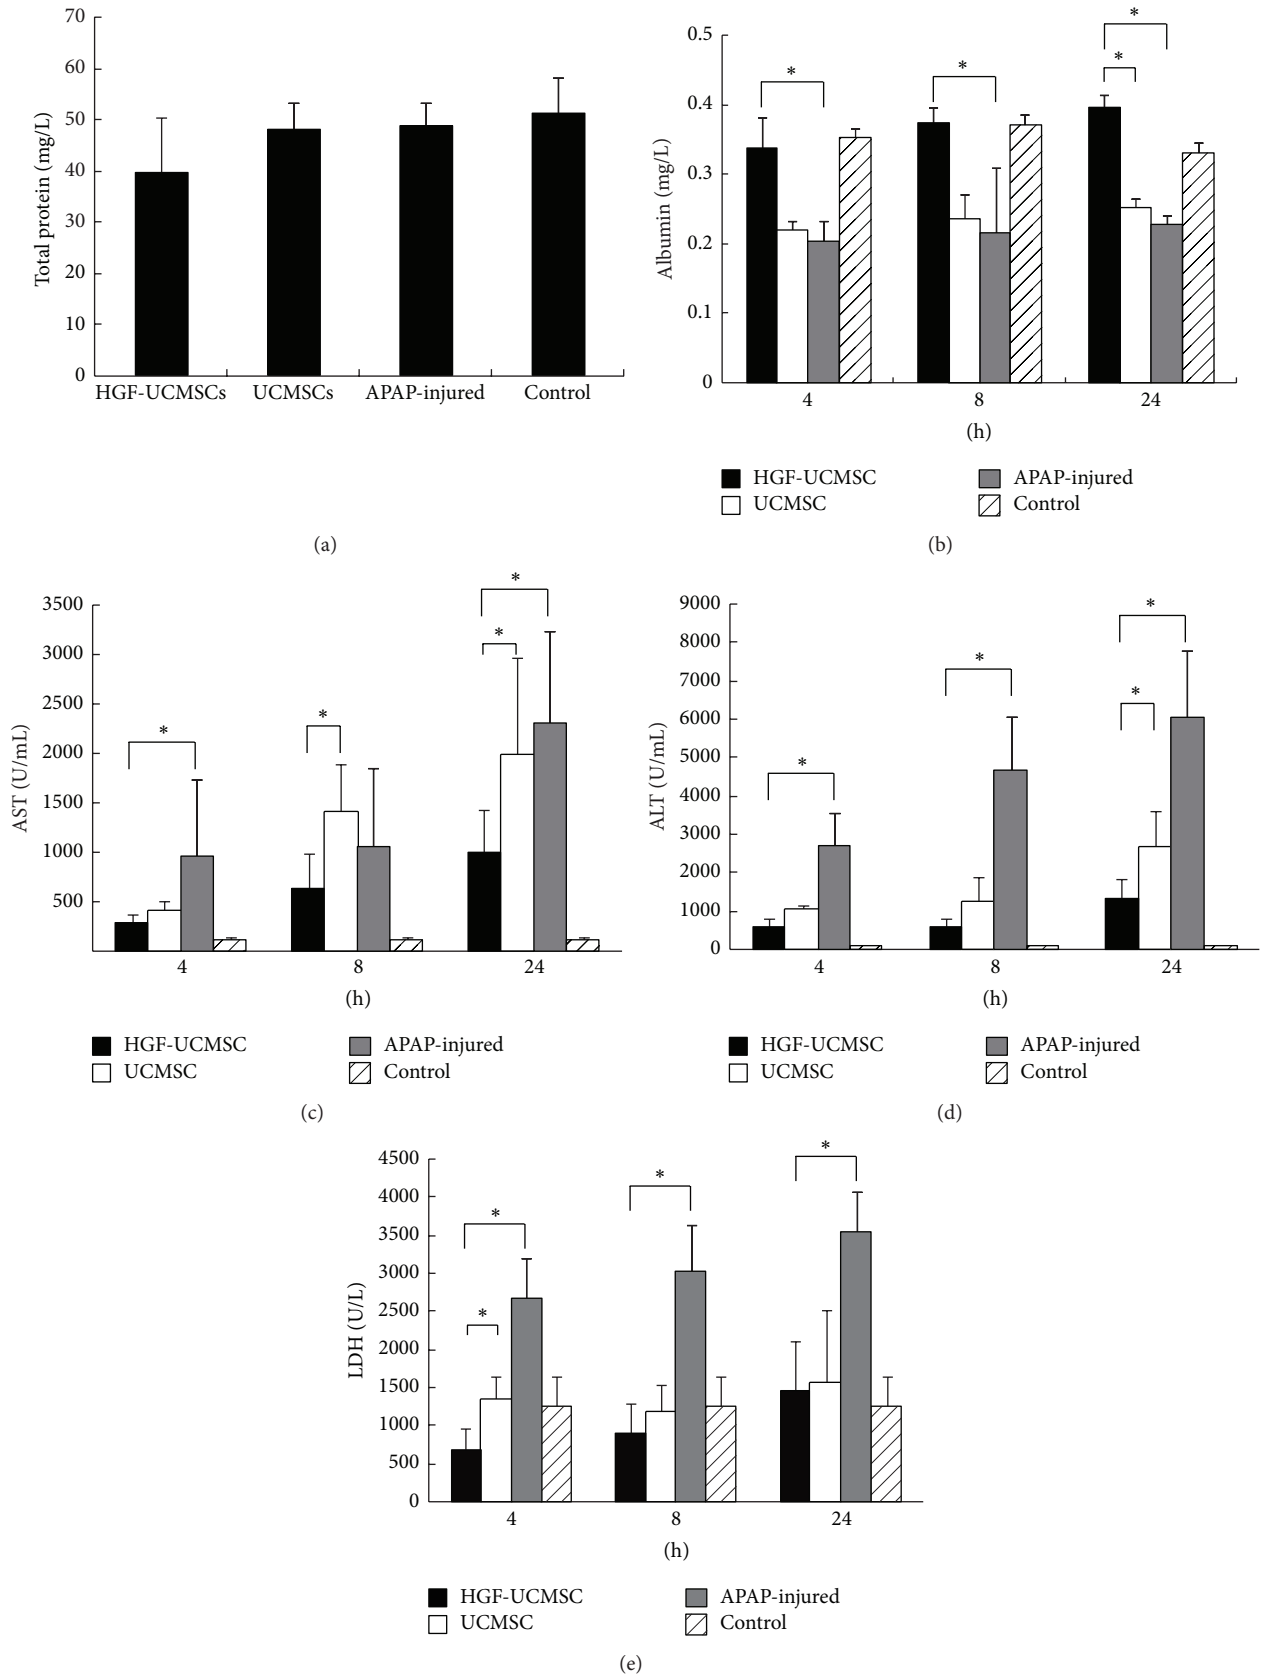 70
60
50
40
30
20
10
0
Total protein (mg/L)
HGF-UCMSCs UCMSCs APAP-injured Control
(a)
0.5
0.4
0.3
0.2
0.1
0
Albumin (mg/L)
* * * *
4 8 24
(h)
HGF-UCMSC APAP-injured
UCMSC Control
(b)
3500
3000
2500
2000
1500
1000
500
AST (U/mL)
* * * *
4 8 24
(h)
HGF-UCMSC APAP-injured
UCMSC Control
(c)
9000
8000
7000
6000
5000
4000
3000
2000
1000
0
ALT (U/mL)
* * * *
4 8 24
(h)
HGF-UCMSC APAP-injured
UCMSC Control
(d)
4500
4000
3500
3000
2500
2000
1500
1000
500
0
LDH (U/L)
* * * *
4 8 24
(h)
HGF-UCMSC APAP-injured
UCMSC Control
(e)